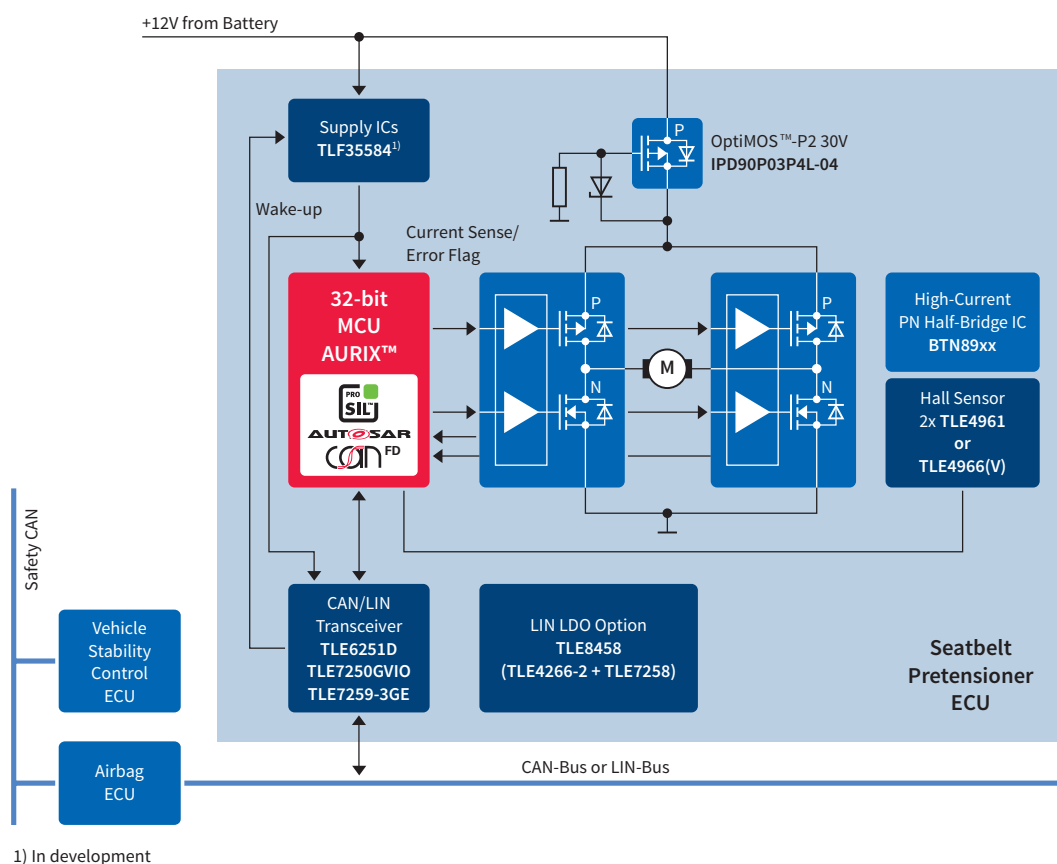 +12V from Battery
Supply ICs
TLF355841)
P
OptiMOS™-P2 30V
IPD90P03P4L-04
Wake-up
Current Sense/
Error Flag
32-bit
MCU
AURIX™
PRO
SIL™
AUTOSAR
CAN FD
P
N
M
P
N
High-Current
PN Half-Bridge IC
BTN89xx
Hall Sensor
2x TLE4961
or
TLE4966(V)
Safety CAN
Vehicle
Stability
Control
ECU
CAN/LIN
Transceiver
TLE6251D
TLE7250GVIO
TLE7259-3GE
LIN LDO Option
TLE8458
(TLE4266-2 + TLE7258)
Seatbelt
Pretensioner
ECU
Airbag
ECU
CAN-Bus or LIN-Bus
1) In development